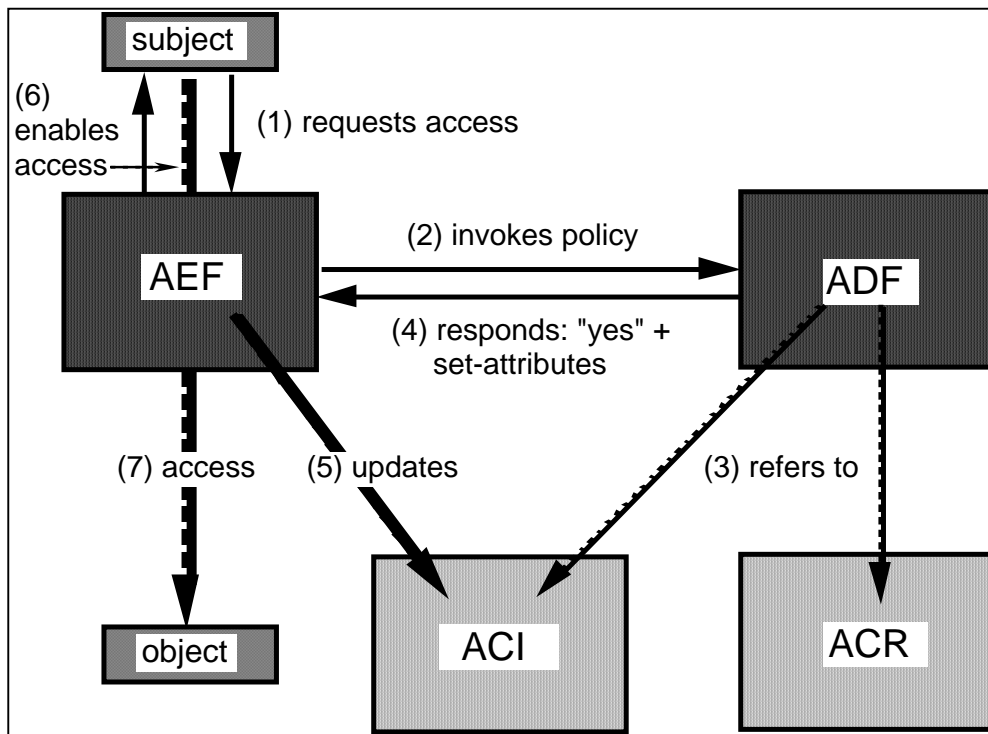 subject
(6)
enables
access
(1) requests access
AEF
(2) invokes policy
ADF
(4) responds: "yes" +
set-attributes
(7) access
(5) updates
(3) refers to
object
ACI
ACR